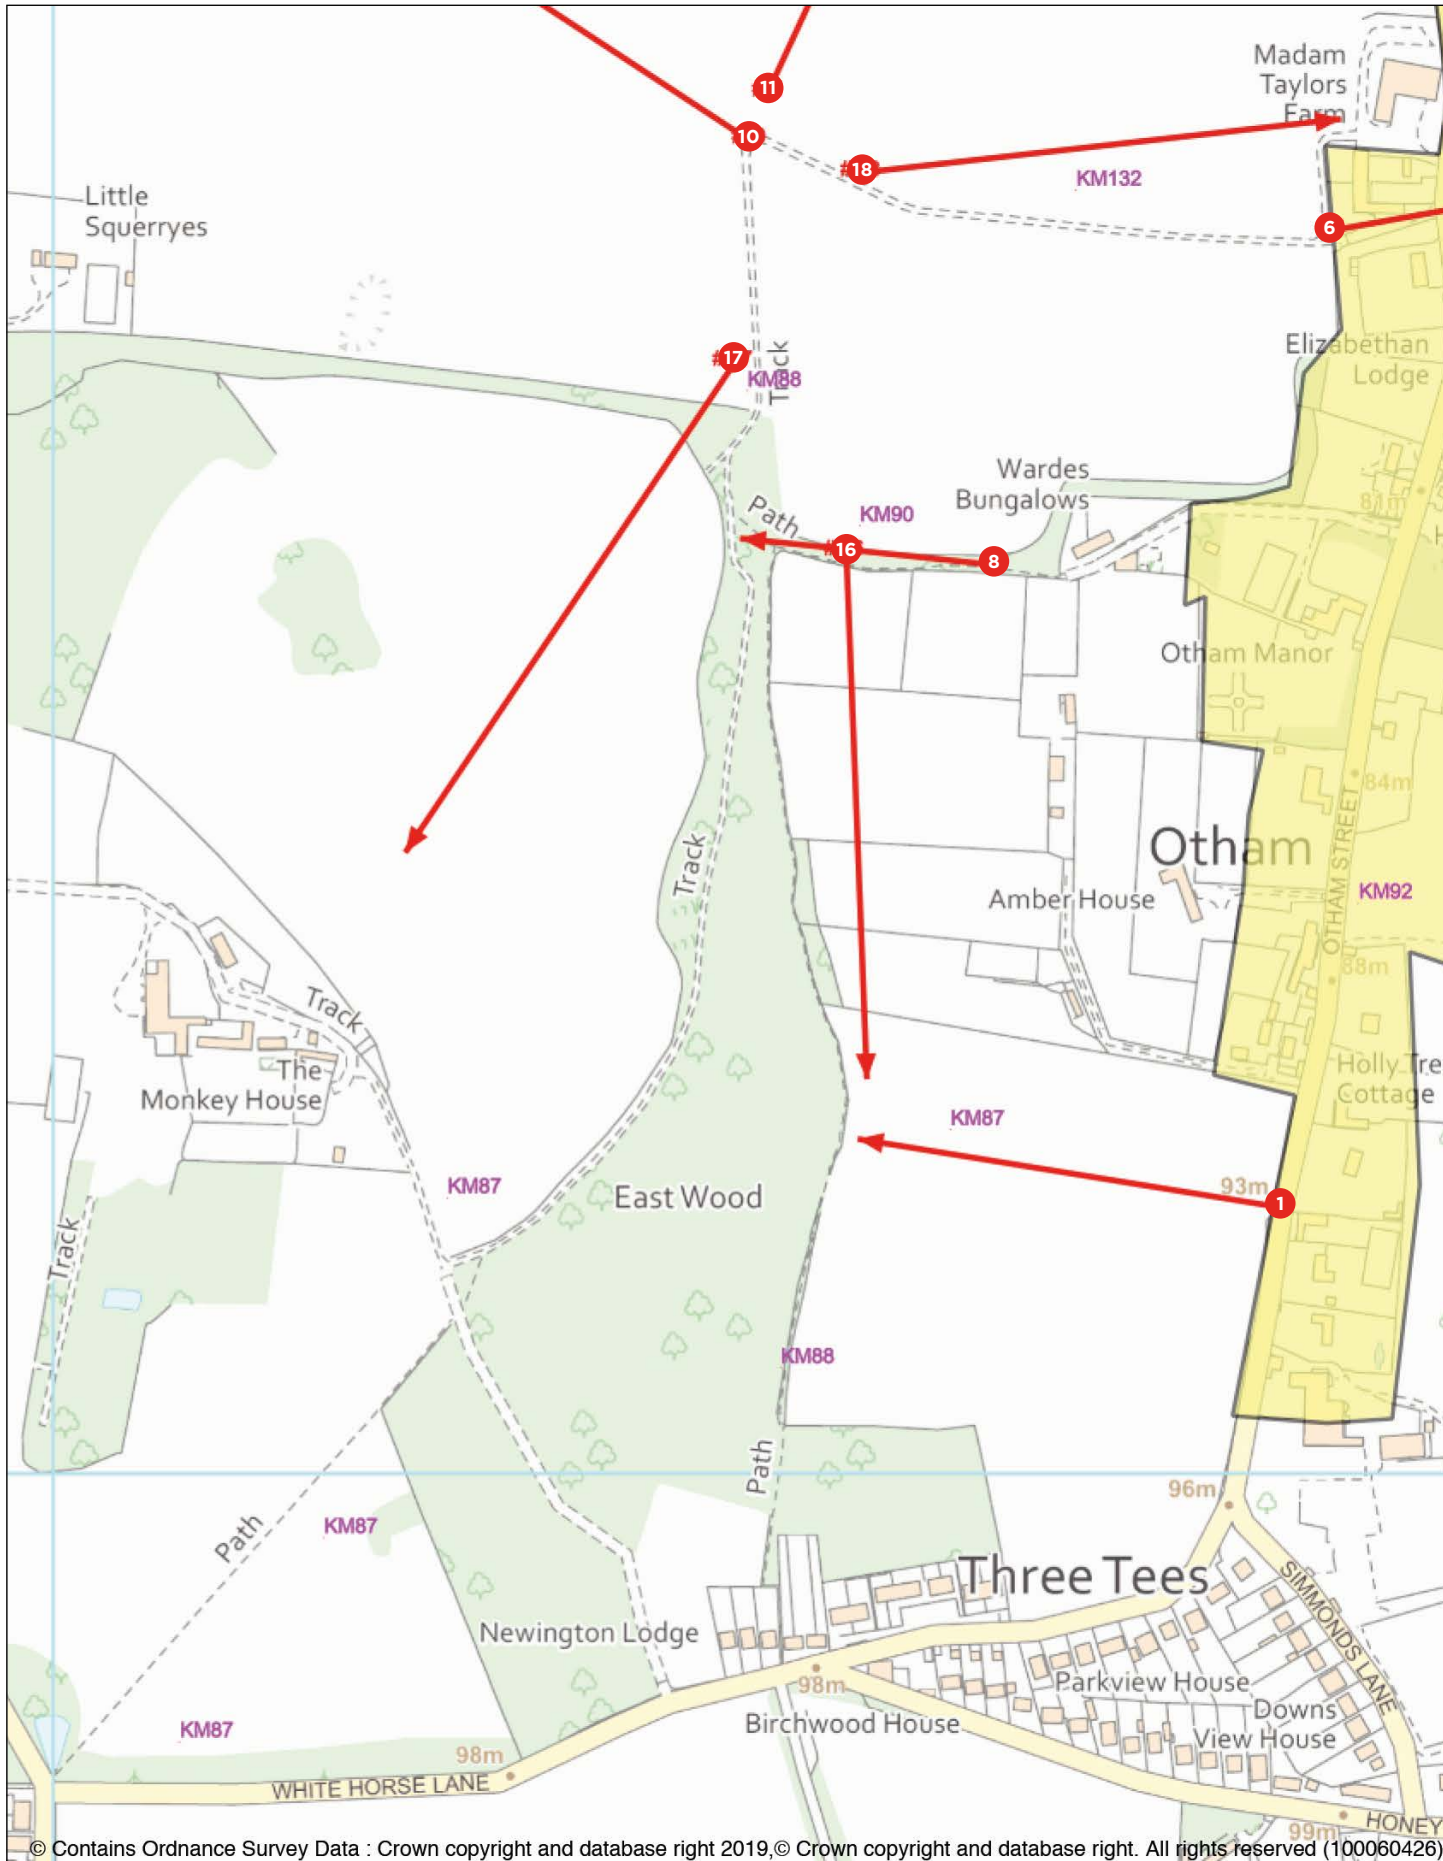 Madam
Taylors
Farm
11
10
18
KM132
Little
Squerryes
6
Elizabethan
Lodge
17
KM88
Track
Wardes
Bungalows
81m
Path
KM90
16
8
Otham Manor
84m
OTHAM STREET
Otham
Track
Amber House
KM92
88m
Track
The
Monkey House
Holly Tre
Cottage
KM87
KM87
East Wood
93m
1
Track
KM88
Path
96m
KM87
Path
Three Tees
SIMMONDS LANE
Newington Lodge
98m
Parkview House
Birchwood House
Downs
View House
KM87
98m
WHITE HORSE LANE
HONEY
99m
© Contains Ordnance Survey Data : Crown copyright and database right 2019,© Crown copyright and database right. All rights reserved (100060426)